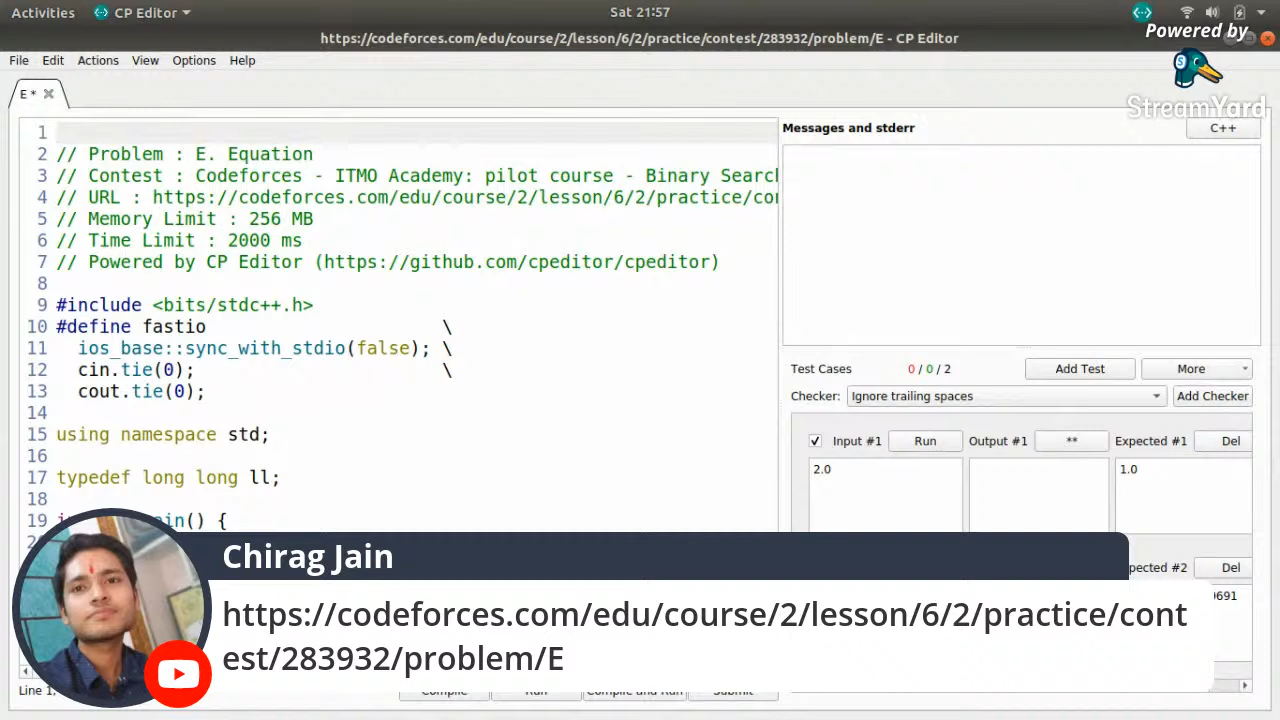 Activities CP Editor Sat 21:57
Powered by
https://codeforces.com/edu/course/2/lesson/6/2/practice/contest/283932/problem/E - CP Editor
File Edit Actions View Options Help
StreamYard
E *
Messages and stderr C++
1
2 // Problem : E. Equation
3 // Contest : Codeforces - ITMO Academy: pilot course - Binary Search
4 // URL : https://codeforces.com/edu/course/2/lesson/6/2/practice/con
5 // Memory Limit : 256 MB
6 // Time Limit : 2000 ms
7 // Powered by CP Editor (https://github.com/cpeditor/cpeditor)
8
9 #include <bits/stdc++.h>
10 #define fastio \
11 ios_base::sync_with_stdio(false); \
12 cin.tie(0); \
13 cout.tie(0);
14
15 using namespace std;
16
17 typedef long long ll;
18
19 () {
Test Cases 0 / 0 / 2 Add Test More
Checker: Ignore trailing spaces Add Checker
Input #1 Run Output #1 ** Expected #1 Del
2.0 1.0
#2 Del
Chirag Jain
https://codeforces.com/edu/course/2/lesson/6/2/practice/cont
est/283932/problem/E